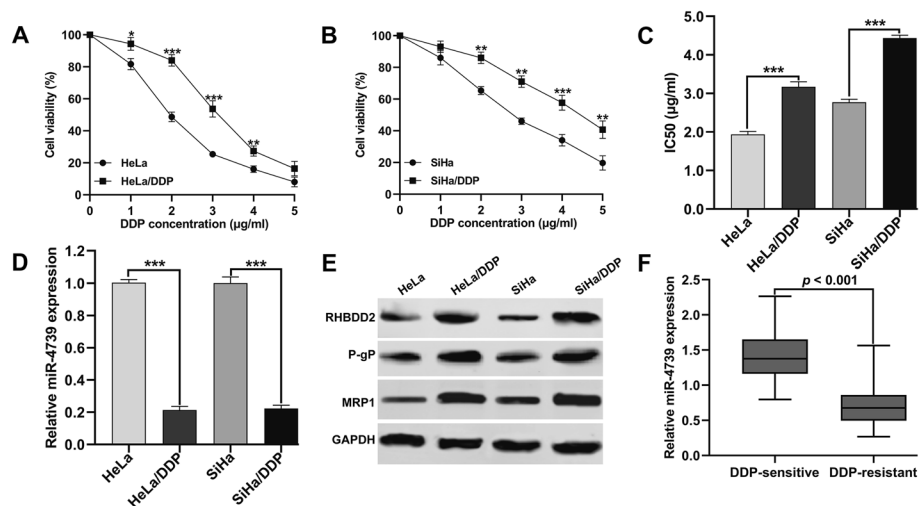 A
Cell viability (%)
100
80
60
40
20
0
*
***
***
**
HeLa
HeLa/DDP
0 1 2 3 4 5
DDP concentration (μg/ml)
B
Cell viability (%)
100
80
60
40
20
0
**
**
***
**
SiHa
SiHa/DDP
0 1 2 3 4 5
DDP concentration (μg/ml)
C
IC50 (μg/ml)
5.0
4.0
3.0
2.0
1.0
0.0
***
***
HeLa
HeLa/DDP
SiHa
SiHa/DDP
D
Relative miR-4739 expression
1.2
1.0
0.8
0.6
0.4
0.2
0.0
***
***
HeLa
HeLa/DDP
SiHa
SiHa/DDP
E
HeLa HeLa/DDP SiHa SiHa/DDP
RHBDD2
P-gP
MRP1
GAPDH
F
Relative miR-4739 expression
2.5
2.0
1.5
1.0
0.5
0.0
p < 0.001
DDP-sensitive DDP-resistant